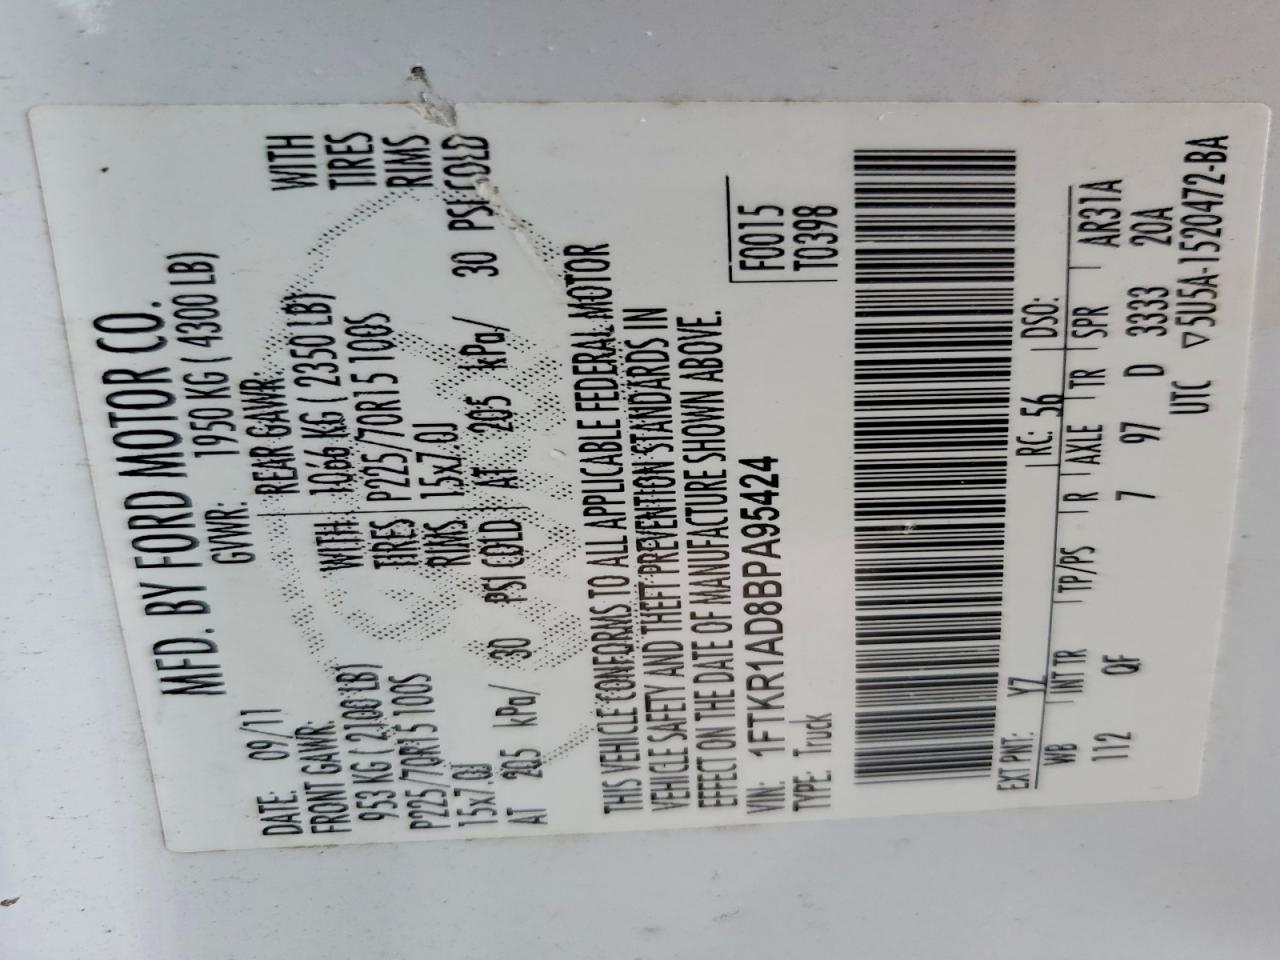 MFD. BY FORD MOTOR CO.
DATE: 09/11 GVWR: 1950 KG ( 4300 LB)
FRONT GAWR: REAR GAWR:
953 KG ( 2100 LB) WITH 1066 KG ( 2350 LB) WITH
P225/70R15 100S TIRES P225/70R15 100S TIRES
15x7.0J RIMS 15x7.0J RIMS
AT 205 kPa/ 30 PSI COLD AT 205 kPa/ 30 PSI COLD
THIS VEHICLE CONFORMS TO ALL APPLICABLE FEDERAL MOTOR
VEHICLE SAFETY AND THEFT PREVENTION STANDARDS IN
EFFECT ON THE DATE OF MANUFACTURE SHOWN ABOVE.
VIN: 1FTKR1AD8BPA95424 F0015
TYPE: Truck T0398
EXT PNT: YZ RC: 56 DSO:
WB INT TR TP/PS R AXLE TR SPR AR31A
112 QF 7 97 D 3333 20A
UTC ▽5U5A-1520472-BA